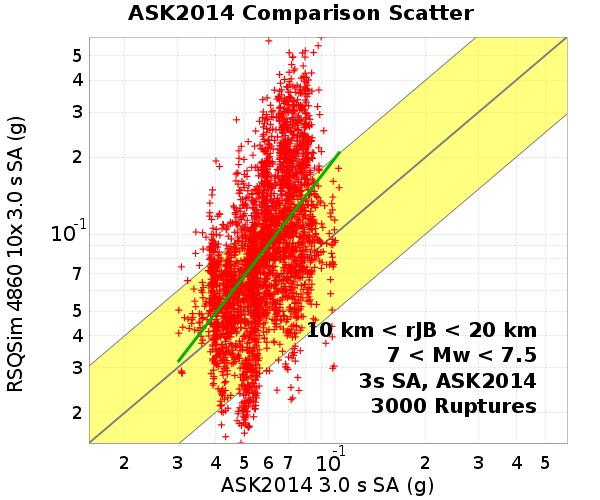 ASK2014 Comparison Scatter
RSQSim 4860 10x 3.0 s SA (g)
5
4
3
2
10-1
7
5
4
3
2
10 km < rJB < 20 km
7 < Mw < 7.5
3s SA, ASK2014
3000 Ruptures
2 3 4 5 6 7 10-1 2 3 4 5
ASK2014 3.0 s SA (g)